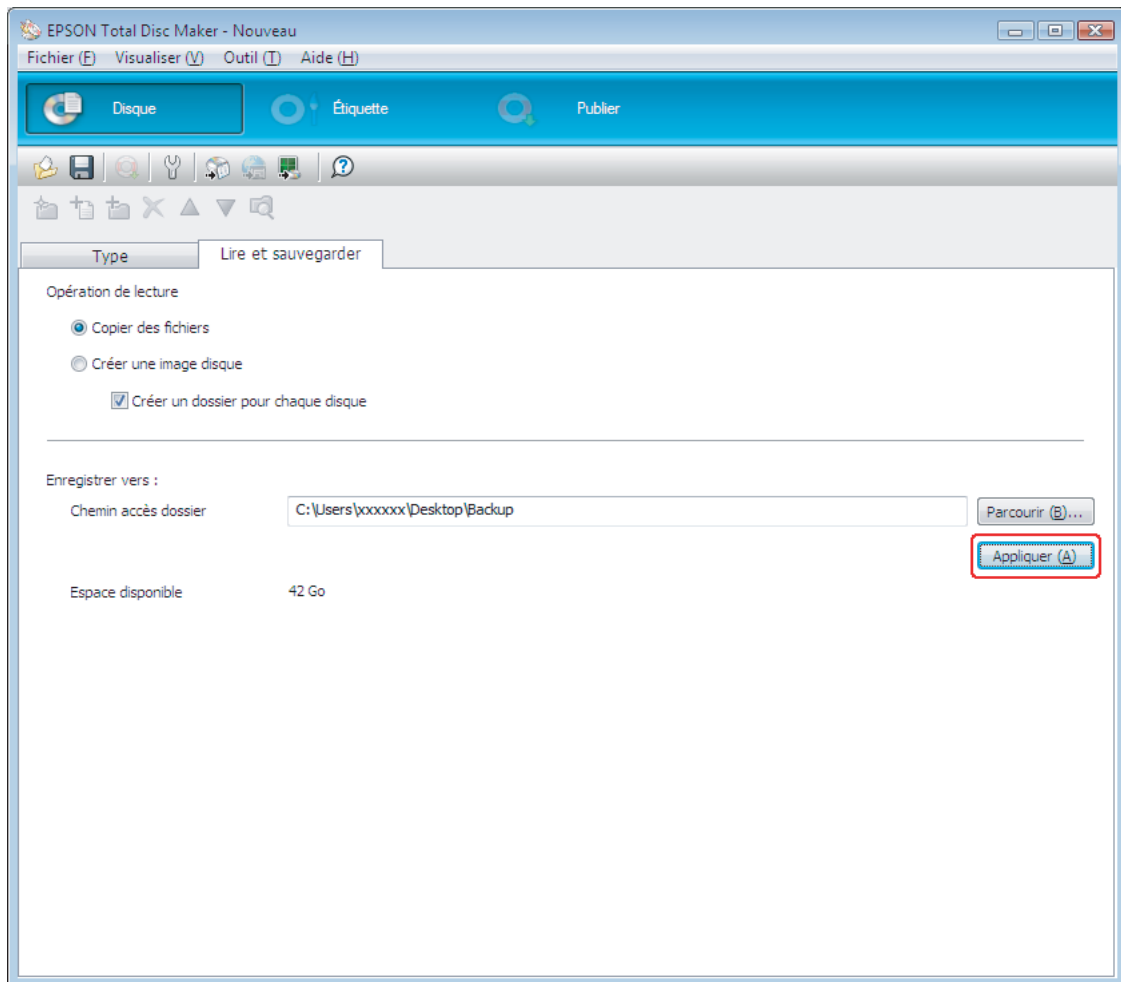 EPSON Total Disc Maker - Nouveau
Fichier (F) Visualiser (V) Outil (T) Aide (H)
Disque Étiquette Publier
Type Lire et sauvegarder
Opération de lecture
Copier des fichiers
Créer une image disque
Créer un dossier pour chaque disque
Enregistrer vers :
Chemin accès dossier C:\Users\xxxxxx\Desktop\Backup Parcourir (B)...
Appliquer (A)
Espace disponible 42 Go